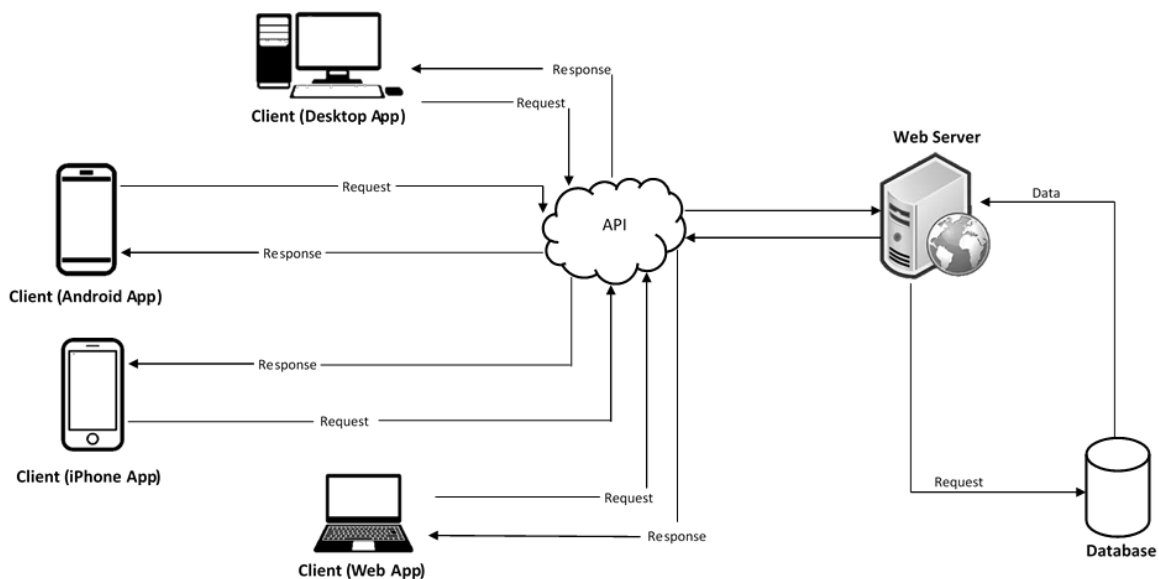 Response
Request
Client (Desktop App)
Web Server
Request
Data
API
Response
Client (Android App)
Response
Request
Client (iPhone App)
Request
Request
Response
Database
Client (Web App)